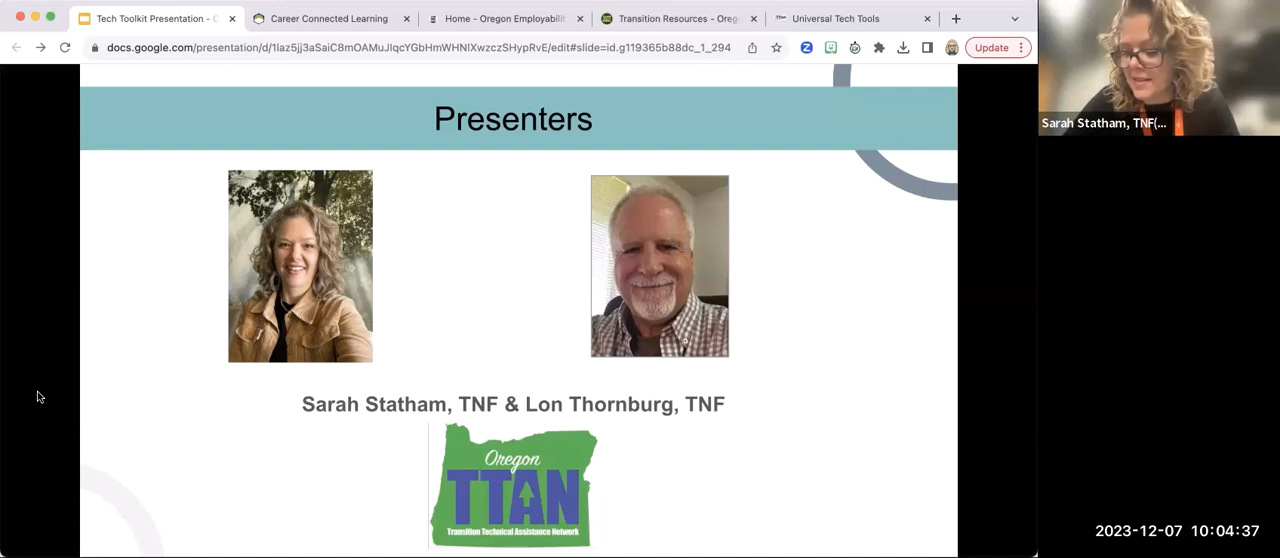 Tech Toolkit Presentation - G
Career Connected Learning
Home - Oregon Employabilit
Transition Resources - Oreg
Universal Tech Tools
docs.google.com/presentation/d/1laz5jj3aSaiC8mOAMuJIqcYGbHmWHNIXwzczSHypRvE/edit#slide=id.g119365b88dc_1_294
Update
Presenters
Sarah Statham, TNF(...
Sarah Statham, TNF & Lon Thornburg, TNF
Oregon
TTAN
Transition Technical Assistance Network
2023-12-07 10:04:37